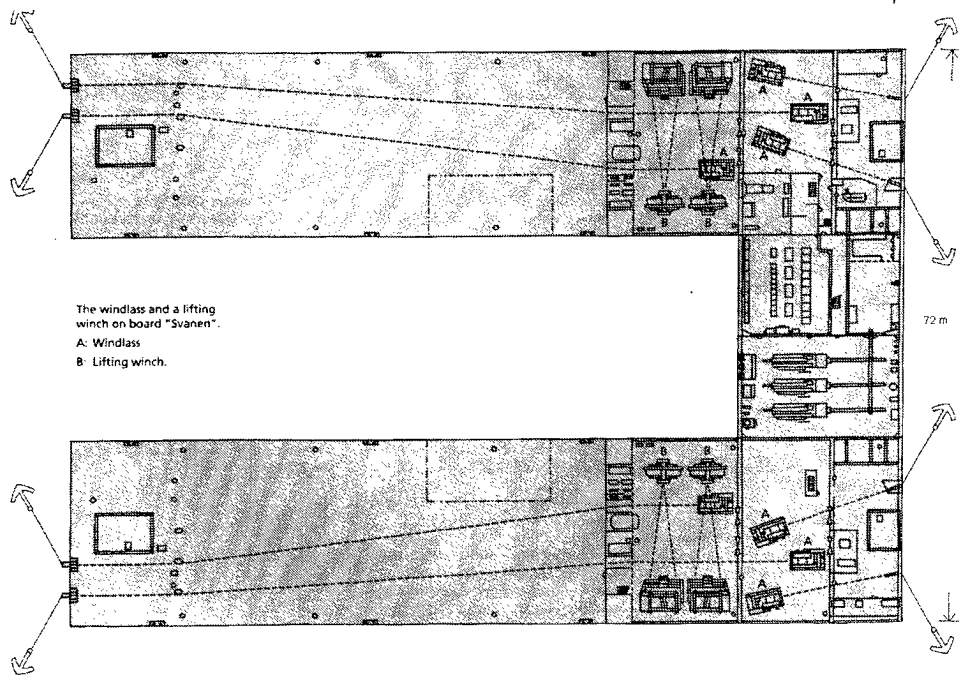 A
A
A
A
B B
The windlass and a lifting
winch on board "Svanen".
A: Windlass
B: Lifting winch.
72 m
B B
A
A
A